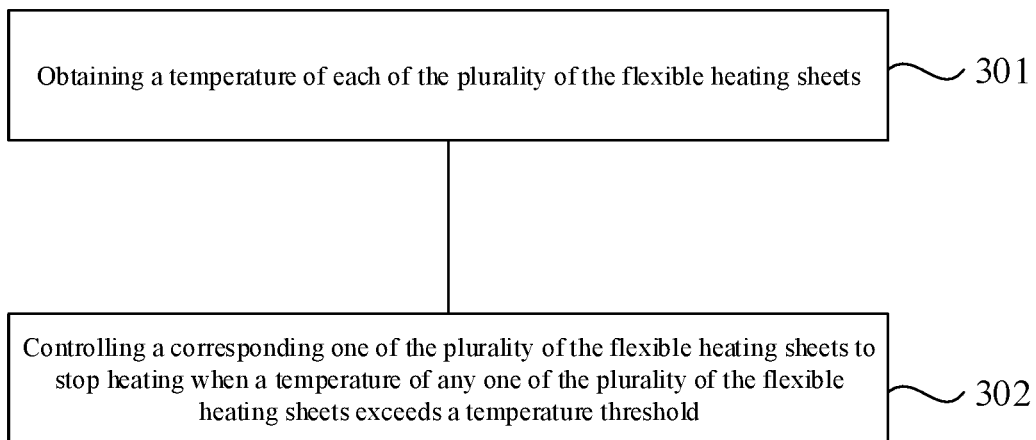 Obtaining a temperature of each of the plurality of the flexible heating sheets
301
Controlling a corresponding one of the plurality of the flexible heating sheets to
stop heating when a temperature of any one of the plurality of the flexible
heating sheets exceeds a temperature threshold
302